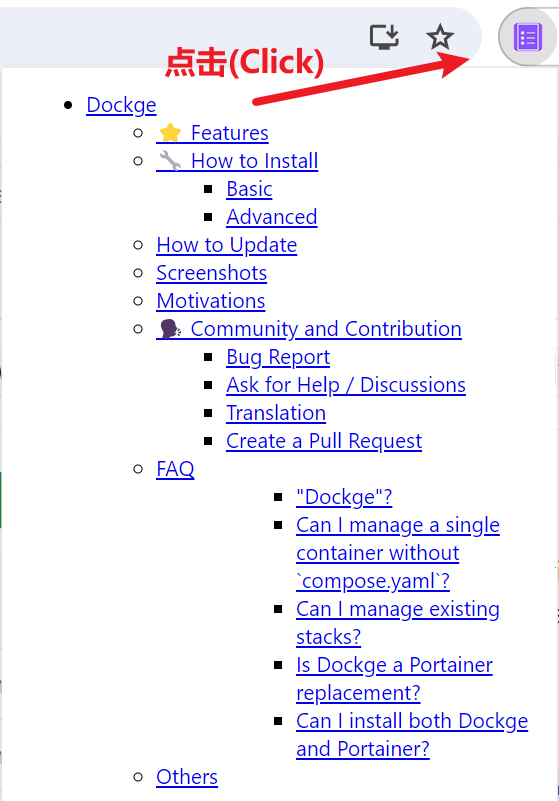 点击(Click)
Dockge
⭐ Features
🔧 How to Install
Basic
Advanced
How to Update
Screenshots
Motivations
🗣️ Community and Contribution
Bug Report
Ask for Help / Discussions
Translation
Create a Pull Request
FAQ
"Dockge"?
Can I manage a single
container without
`compose.yaml`?
Can I manage existing
stacks?
Is Dockge a Portainer
replacement?
Can I install both Dockge
and Portainer?
Others